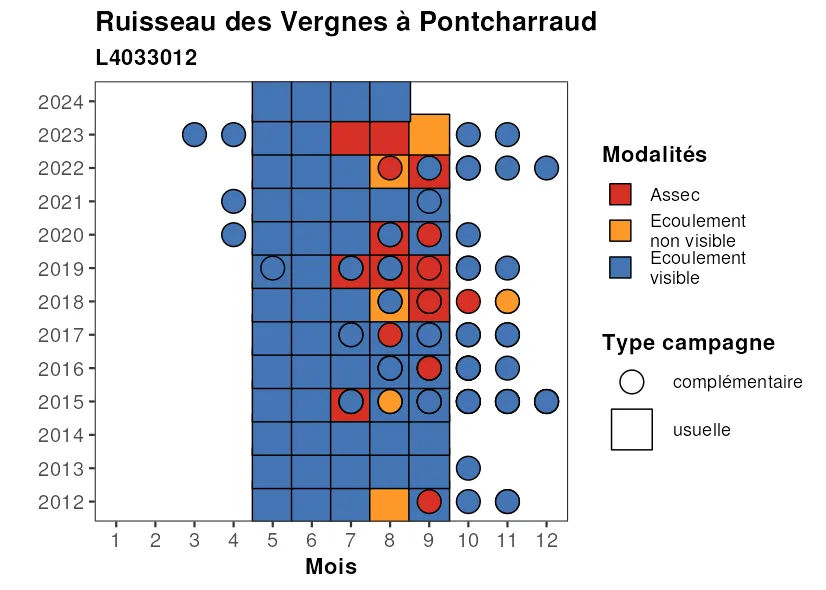 Ruisseau des Vergnes à Pontcharraud
L4033012
2024
2023
2022
2021
2020
2019
2018
2017
2016
2015
2014
2013
2012
1 2 3 4 5 6 7 8 9 10 11 12
Mois
Modalités
Assec
Ecoulement
non visible
Ecoulement
visible
Type campagne
complémentaire
usuelle